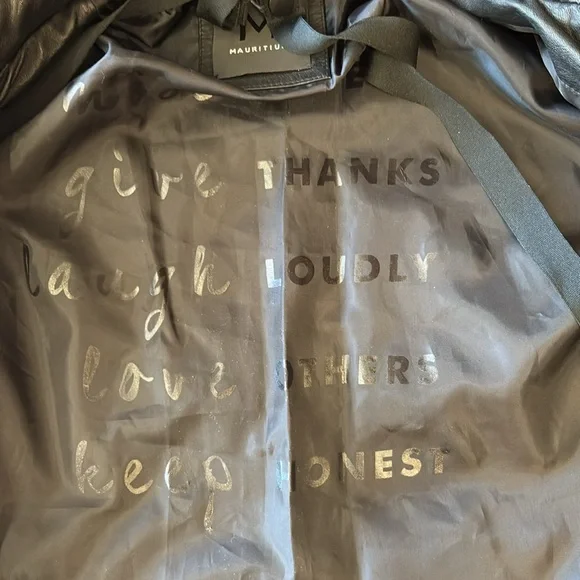 M
MAURITIUS
give THANKS
laugh LOUDLY
love OTHERS
keep HONEST